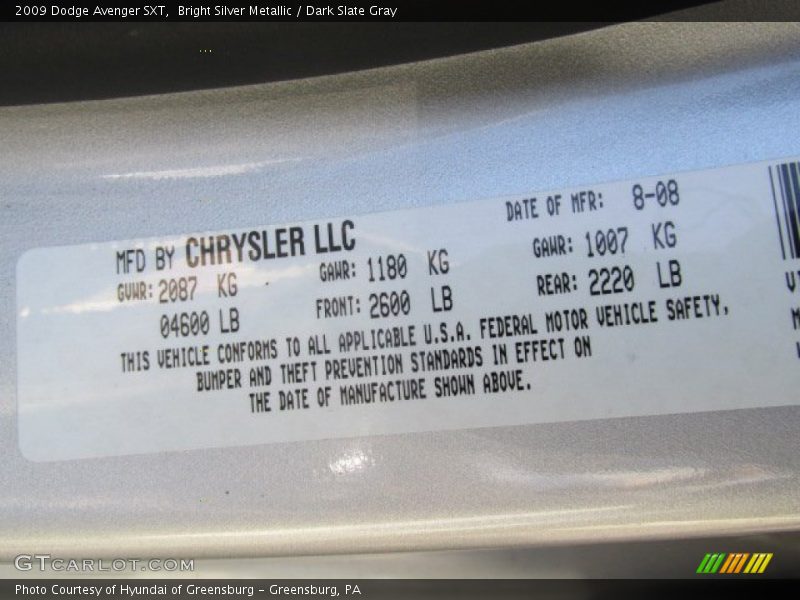 2009 Dodge Avenger SXT,  Bright Silver Metallic / Dark Slate Gray
MFD BY CHRYSLER LLC DATE OF MFR: 8-08
GVWR: 2087 KG GAWR: 1180 KG GAWR: 1007 KG
04600 LB FRONT: 2600 LB REAR: 2220 LB
THIS VEHICLE CONFORMS TO ALL APPLICABLE U.S.A. FEDERAL MOTOR VEHICLE SAFETY,
BUMPER AND THEFT PREVENTION STANDARDS IN EFFECT ON
THE DATE OF MANUFACTURE SHOWN ABOVE.
GTCARLOT.COM
Photo Courtesy of Hyundai of Greensburg - Greensburg, PA